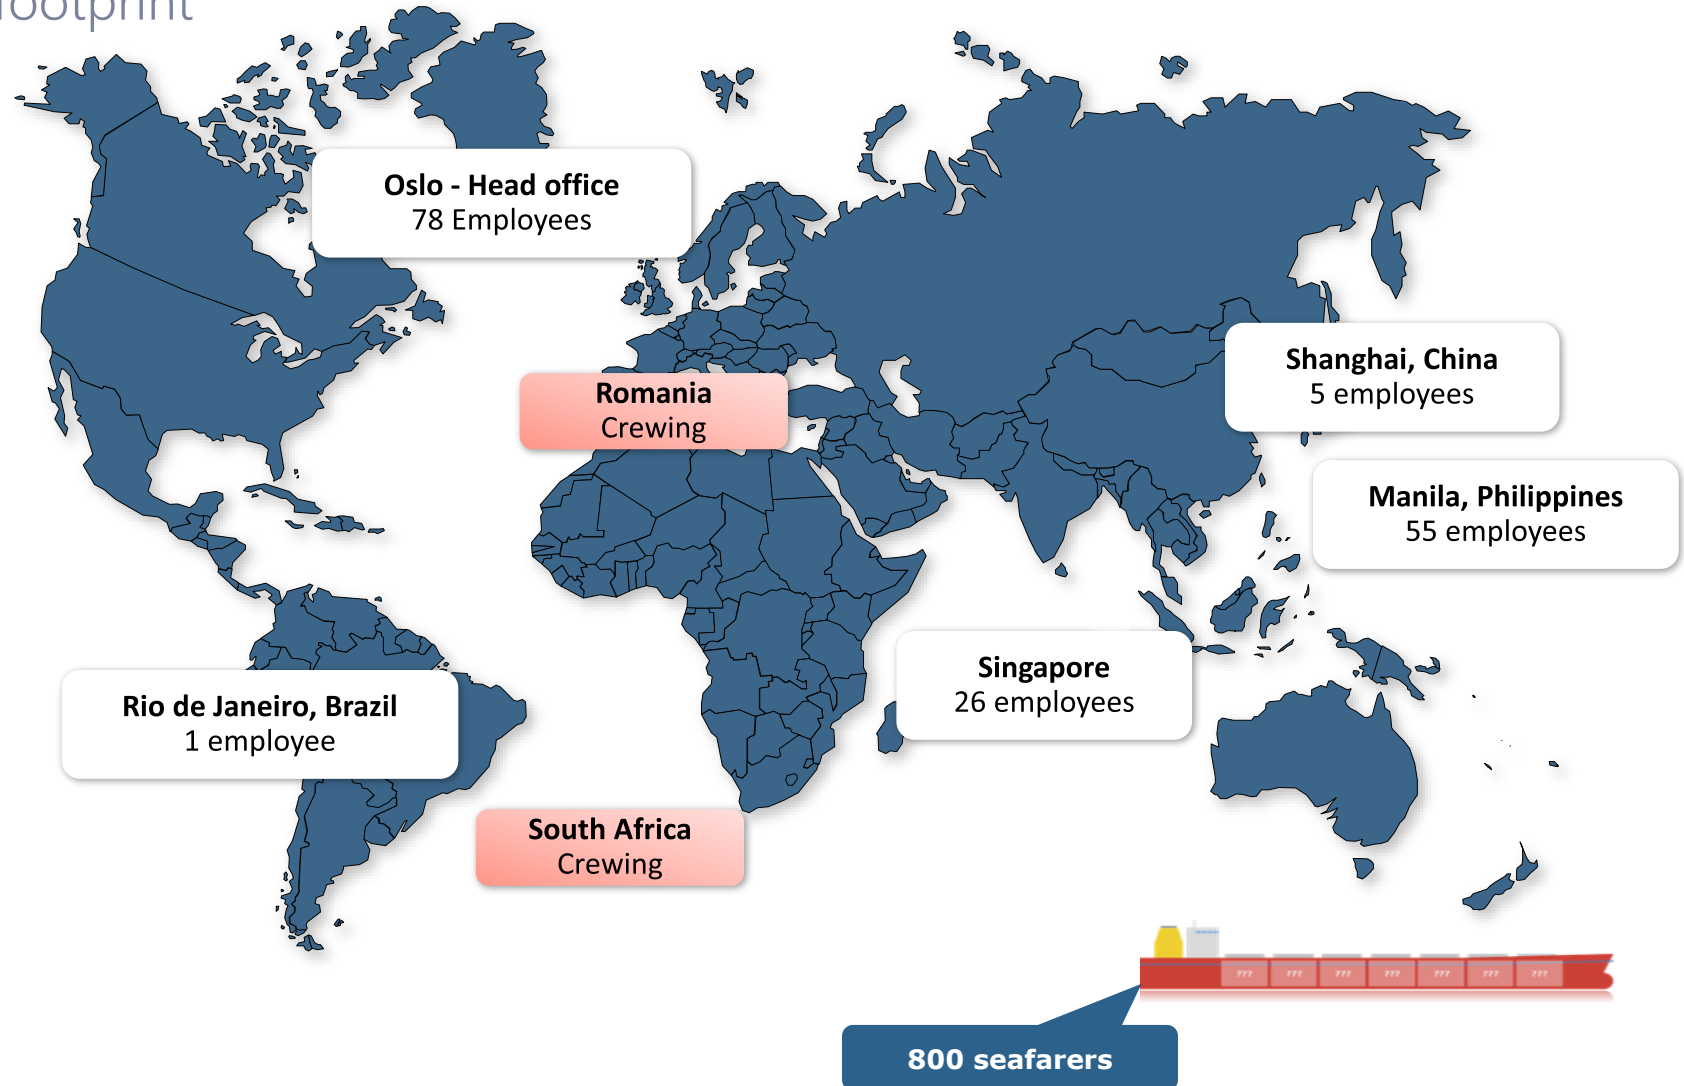 footprint
Oslo - Head office
78 Employees
Shanghai, China
5 employees
Romania
Crewing
Manila, Philippines
55 employees
Singapore
26 employees
Rio de Janeiro, Brazil
1 employee
South Africa
Crewing
??? ??? ??? ??? ??? ??? ???
800 seafarers